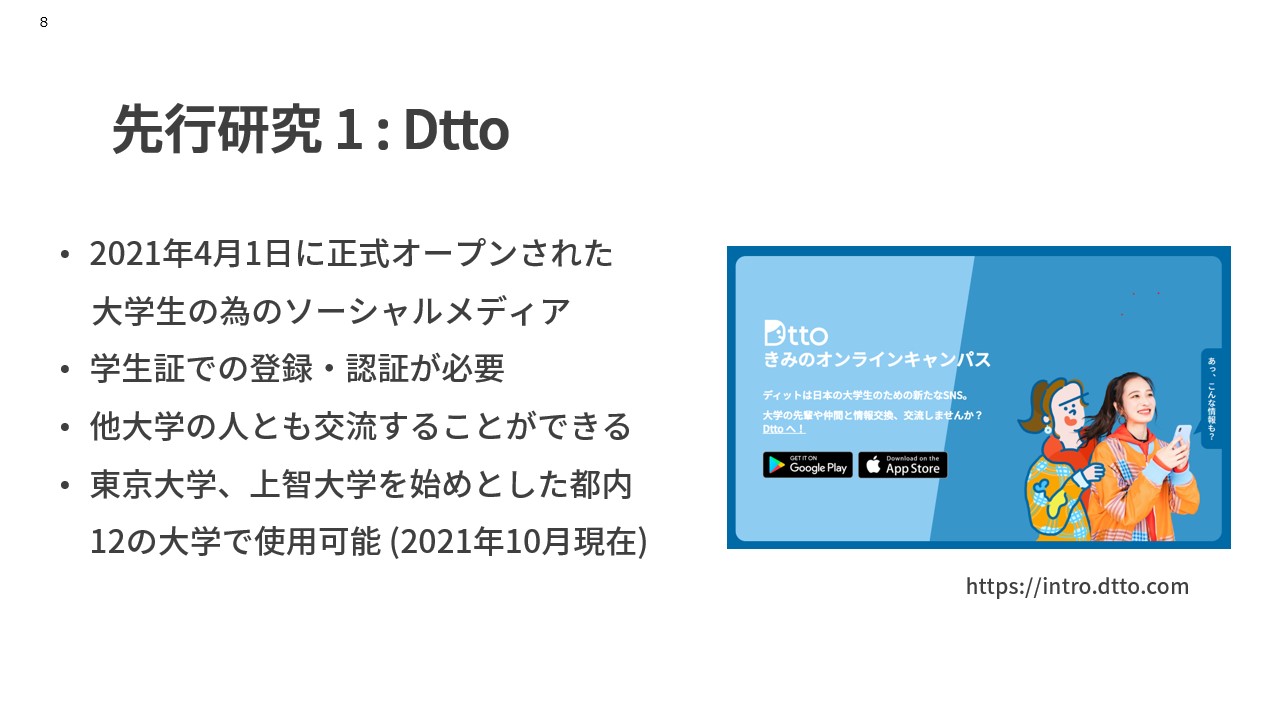 8
先行研究 1 : Dtto
• 2021年4月1日に正式オープンされた
大学生の為のソーシャルメディア
• 学生証での登録・認証が必要
• 他大学の人とも交流することができる
• 東京大学、上智大学を始めとした都内
12の大学で使用可能 (2021年10月現在)
Dtto
きみのオンラインキャンパス
ディットは日本の大学生のための新たなSNS。
大学の先輩や仲間と情報交換、交流しませんか？
Dtto へ！
GET IT ON
Google Play
Download on the
App Store
あっ、こんな情報も？
https://intro.dtto.com